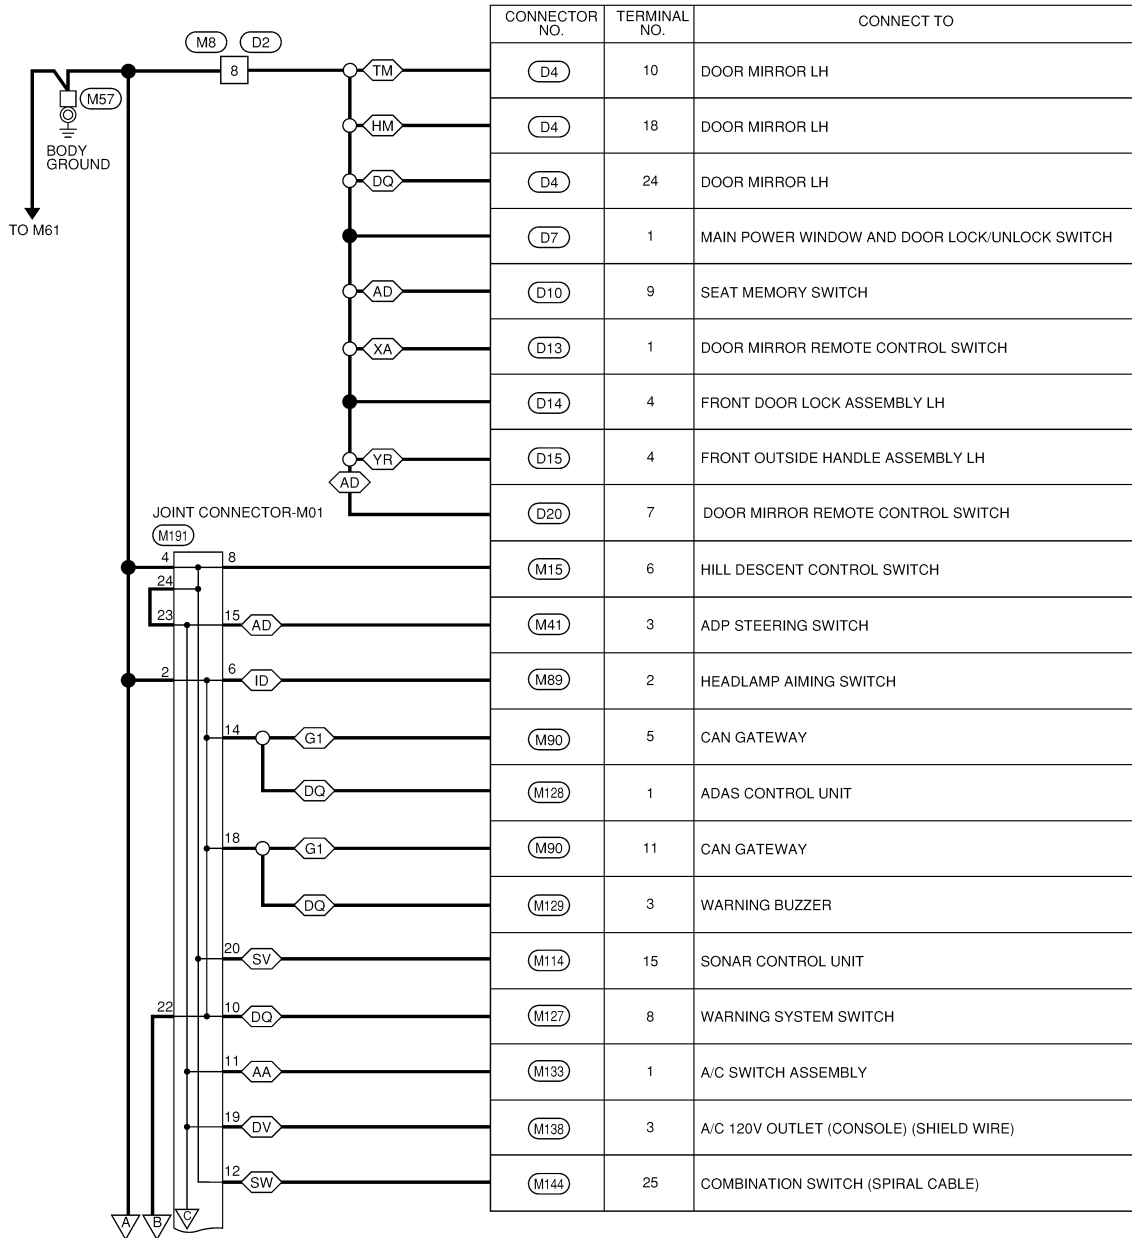 CONNECTOR NO. TERMINAL NO. CONNECT TO
M8 D2
8 TM D4 10 DOOR MIRROR LH
M57
BODY GROUND
HM D4 18 DOOR MIRROR LH
DQ D4 24 DOOR MIRROR LH
TO M61
D7 1 MAIN POWER WINDOW AND DOOR LOCK/UNLOCK SWITCH
AD D10 9 SEAT MEMORY SWITCH
XA D13 1 DOOR MIRROR REMOTE CONTROL SWITCH
D14 4 FRONT DOOR LOCK ASSEMBLY LH
YR D15 4 FRONT OUTSIDE HANDLE ASSEMBLY LH
AD
D20 7 DOOR MIRROR REMOTE CONTROL SWITCH
JOINT CONNECTOR-M01
M191
4 8 M15 6 HILL DESCENT CONTROL SWITCH
24
23 15 AD M41 3 ADP STEERING SWITCH
2 6 ID M89 2 HEADLAMP AIMING SWITCH
14 G1 M90 5 CAN GATEWAY
DQ M128 1 ADAS CONTROL UNIT
18 G1 M90 11 CAN GATEWAY
DQ M129 3 WARNING BUZZER
20 SV M114 15 SONAR CONTROL UNIT
22 10 DQ M127 8 WARNING SYSTEM SWITCH
11 AA M133 1 A/C SWITCH ASSEMBLY
19 DV M138 3 A/C 120V OUTLET (CONSOLE) (SHIELD WIRE)
12 SW M144 25 COMBINATION SWITCH (SPIRAL CABLE)
A B C